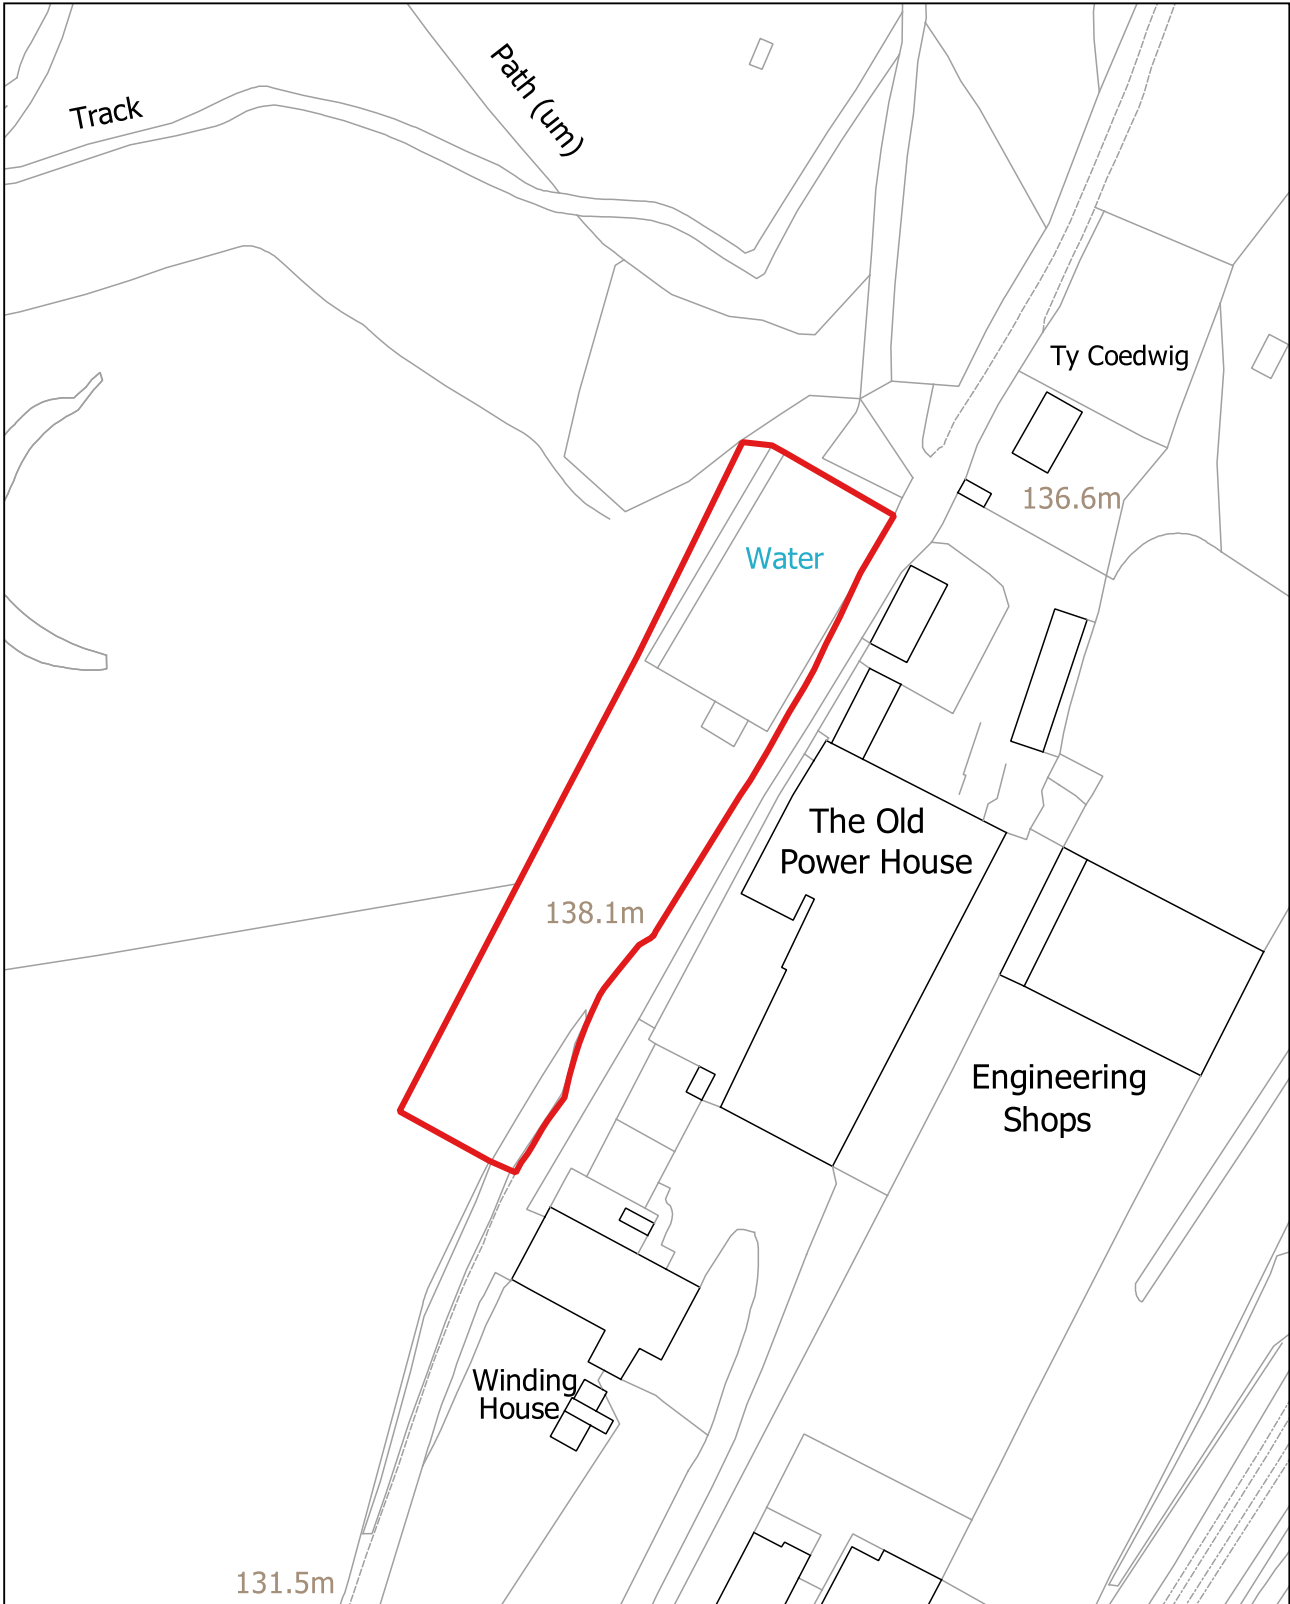 Path (um)
Track
Ty Coedwig
136.6m
Water
The Old
Power House
138.1m
Engineering
Shops
Winding
House
131.5m